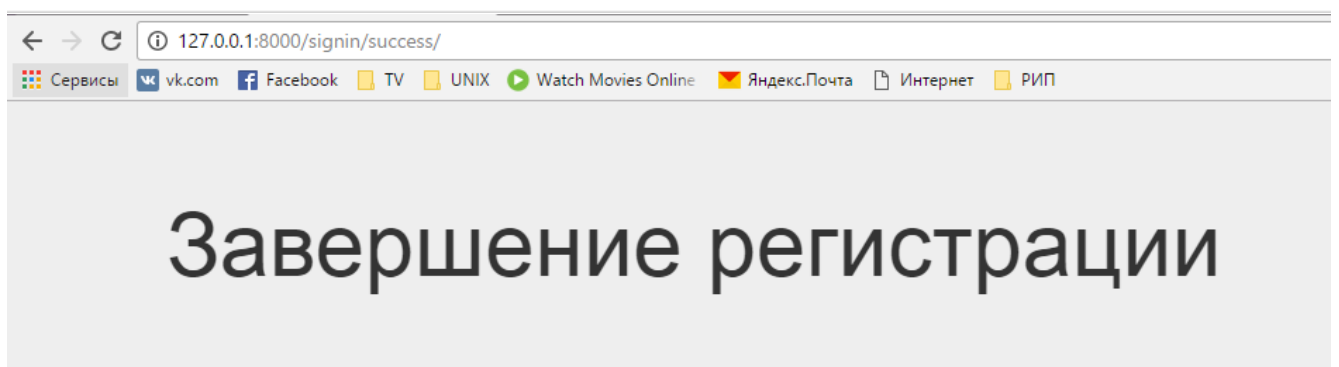 127.0.0.1:8000/signin/success/
Сервисы vk.com Facebook TV UNIX Watch Movies Online Яндекс.Почта Интернет РИП
Завершение регистрации